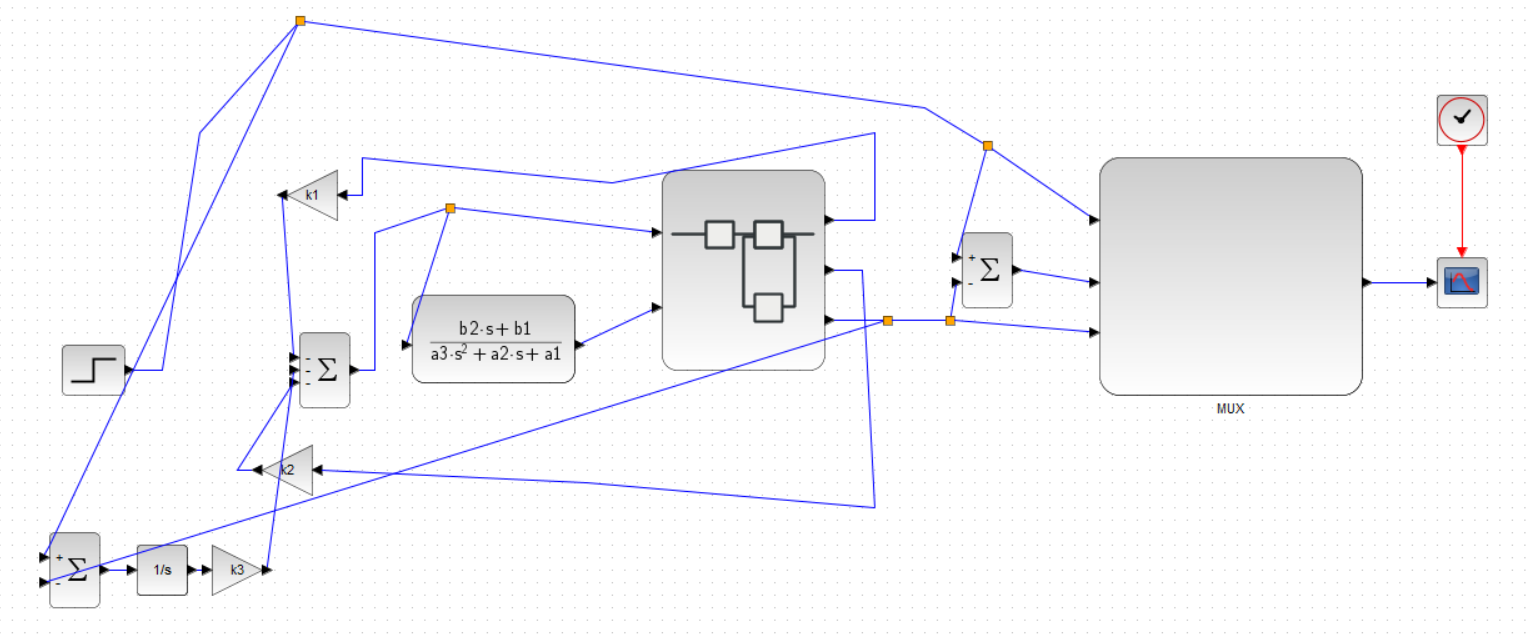 k1
+
Σ
-
b2·s+ b1
a3·s² + a2·s+ a1
-
-
-
Σ
MUX
k2
+
Σ
-
1/s
k3